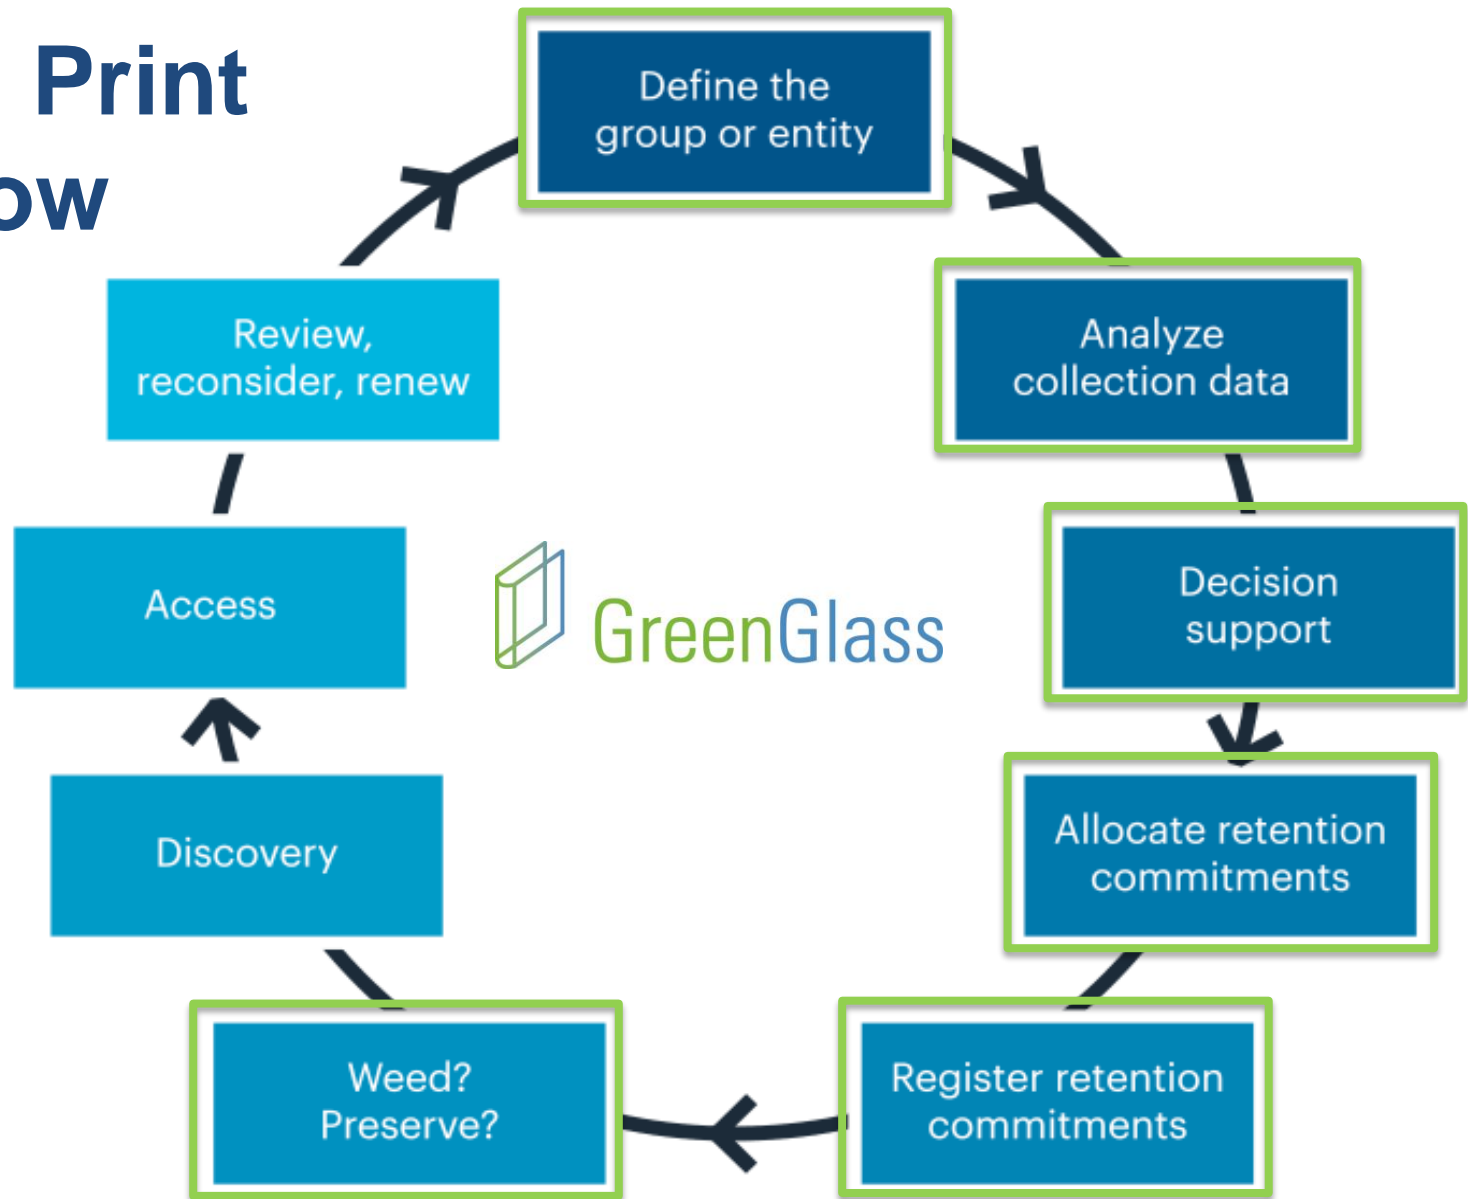 Print
ow
Define the
group or entity
Analyze
collection data
Decision
support
Allocate retention
commitments
Register retention
commitments
Weed?
Preserve?
Discovery
Access
Review,
reconsider, renew
GreenGlass